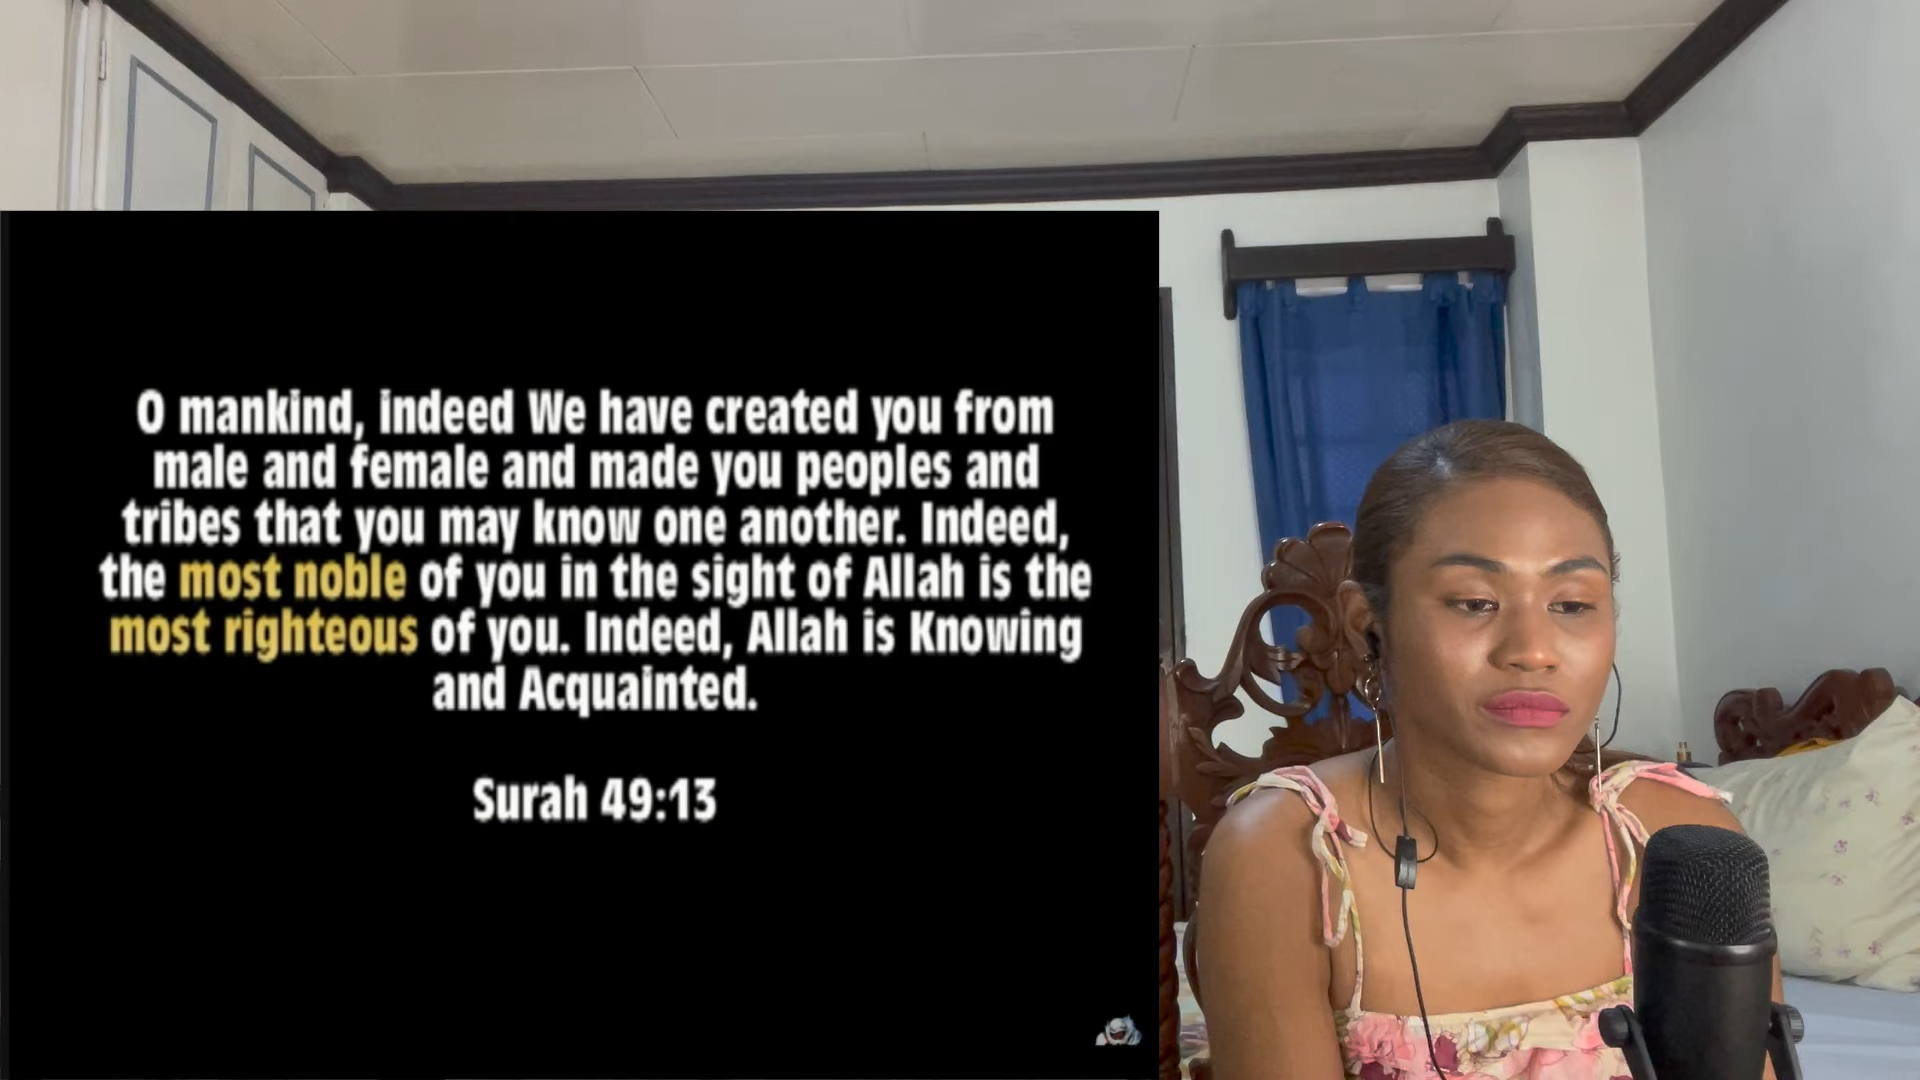 O mankind, indeed We have created you from
male and female and made you peoples and
tribes that you may know one another. Indeed,
the most noble of you in the sight of Allah is the
most righteous of you. Indeed, Allah is Knowing
and Acquainted.
Surah 49:13